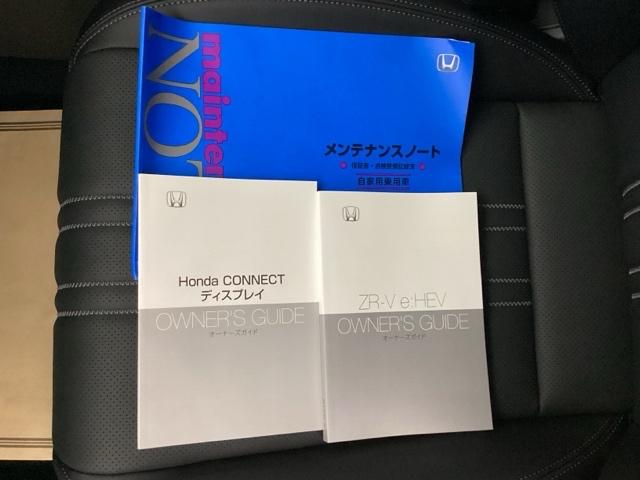 mainte
NOT
メンテナンスノート
保証書・点検整備記録簿
自家用乗用車
Honda CONNECT
ディスプレイ
OWNER'S GUIDE
オーナーズガイド
ZR-V e:HEV
OWNER'S GUIDE
オーナーズガイド